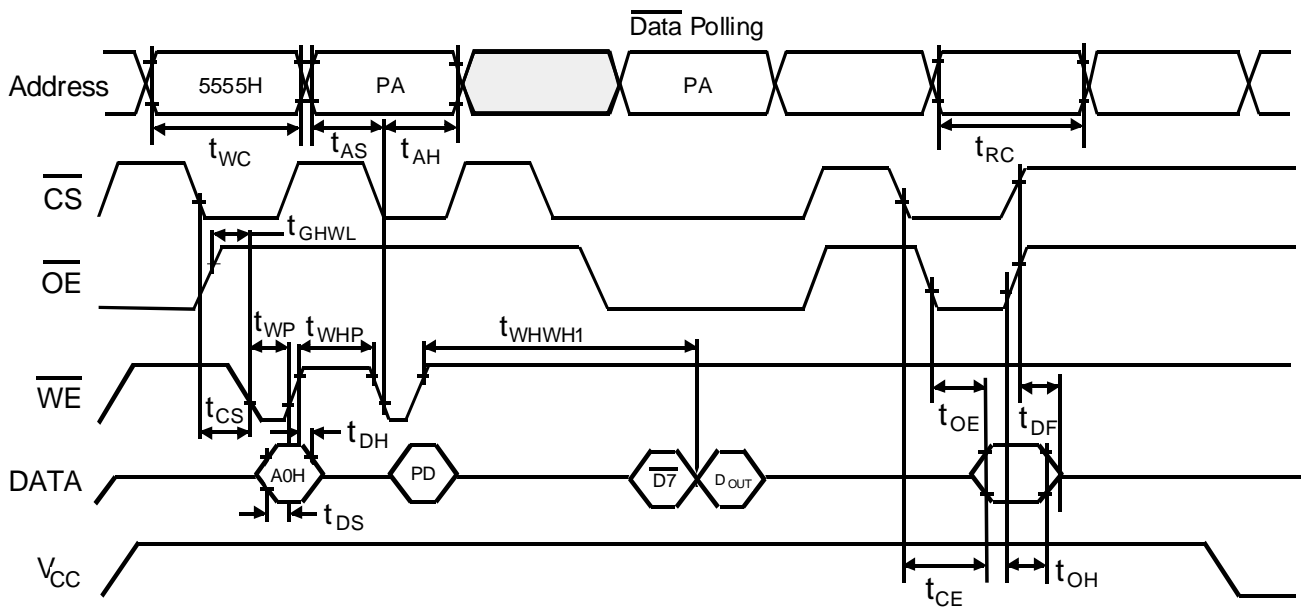 Data Polling
Address
5555H
PA
PA
tWC
tAS
tAH
tRC
CS
tGHWL
OE
tWP
tWHP
tWHWH1
WE
tCS
tDH
tOE
tDF
DATA
A0H
PD
D7
DOUT
tDS
VCC
tCE
tOH